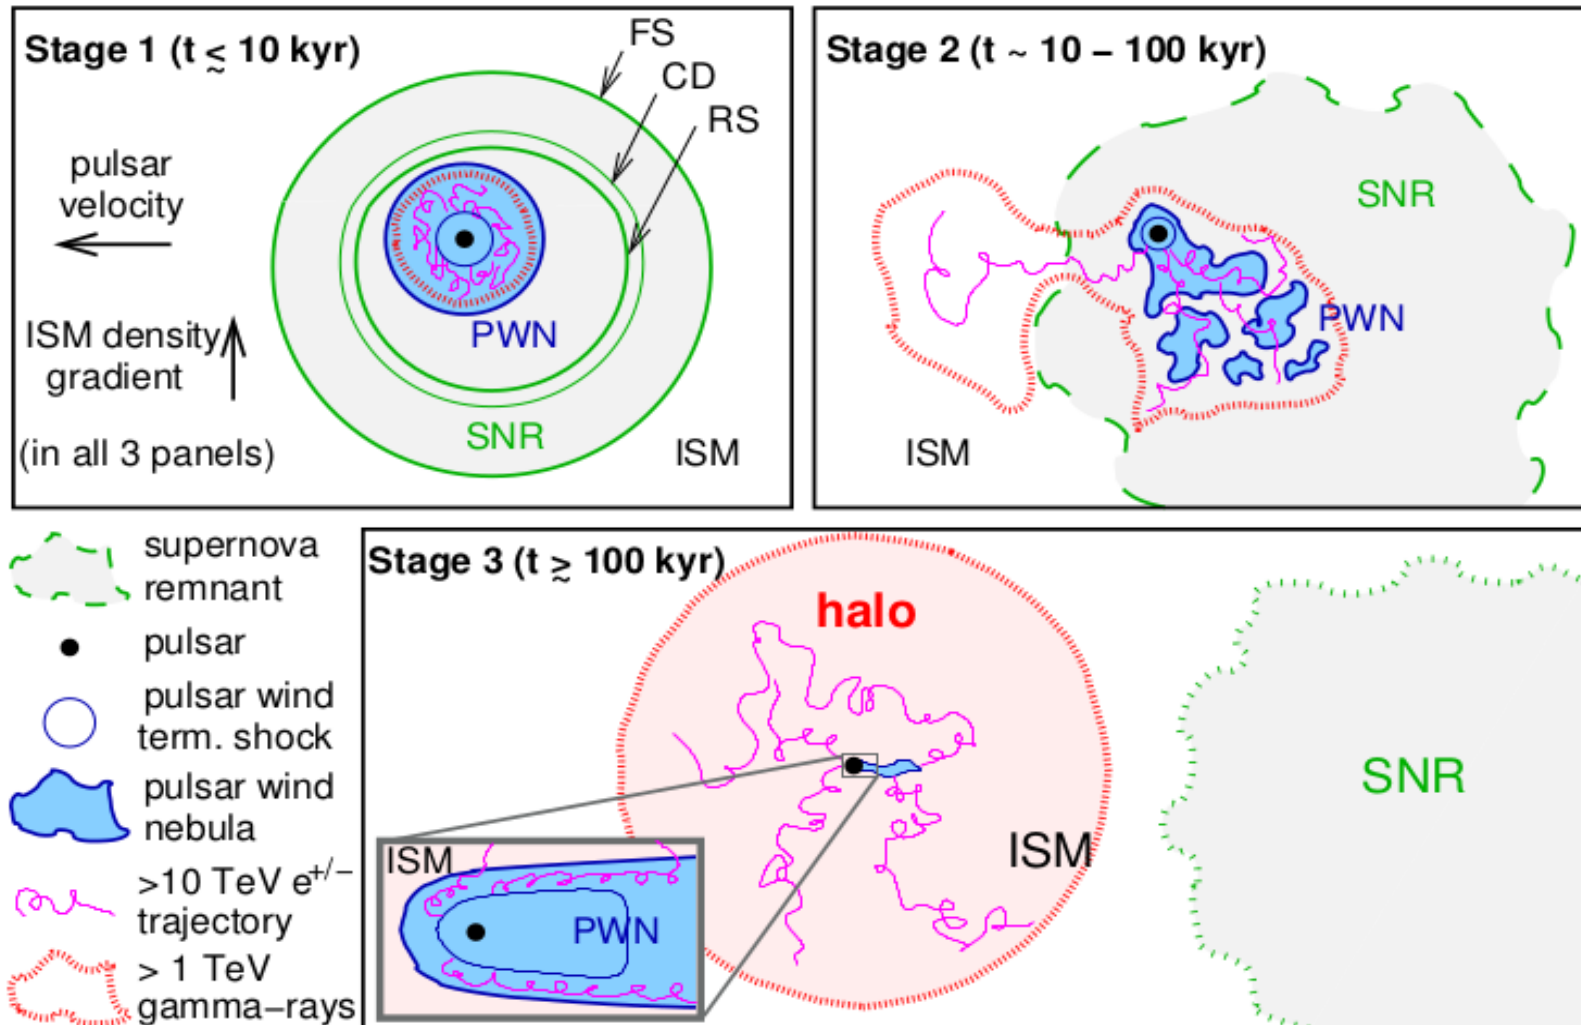 Stage 1 (t ≲ 10 kyr)
FS
CD
RS
pulsar
velocity
ISM density
gradient
(in all 3 panels)
PWN
SNR
ISM
Stage 2 (t ~ 10 – 100 kyr)
SNR
PWN
ISM
supernova
remnant
pulsar
pulsar wind
term. shock
pulsar wind
nebula
>10 TeV e+/−
trajectory
> 1 TeV
gamma−rays
Stage 3 (t ≳ 100 kyr)
halo
ISM
SNR
ISM
PWN